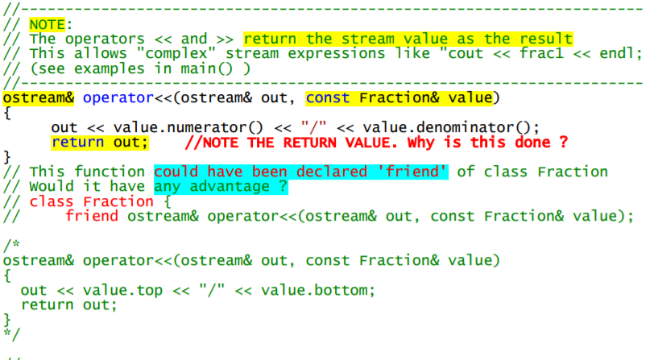 //---------------------------------------------------------------------
// NOTE:
// The operators << and >> return the stream value as the result
// This allows "complex" stream expressions like "cout << frac1 << endl;
// (see examples in main() )
//---------------------------------------------------------------------
ostream& operator<<(ostream& out, const Fraction& value)
{
out << value.numerator() << "/" << value.denominator();
return out; //NOTE THE RETURN VALUE. Why is this done ?
}
// This function could have been declared 'friend' of class Fraction
// Would it have any advantage ?
// class Fraction {
// friend ostream& operator<<(ostream& out, const Fraction& value);
/*
ostream& operator<<(ostream& out, const Fraction& value)
{
out << value.top << "/" << value.bottom;
return out;
}
*/